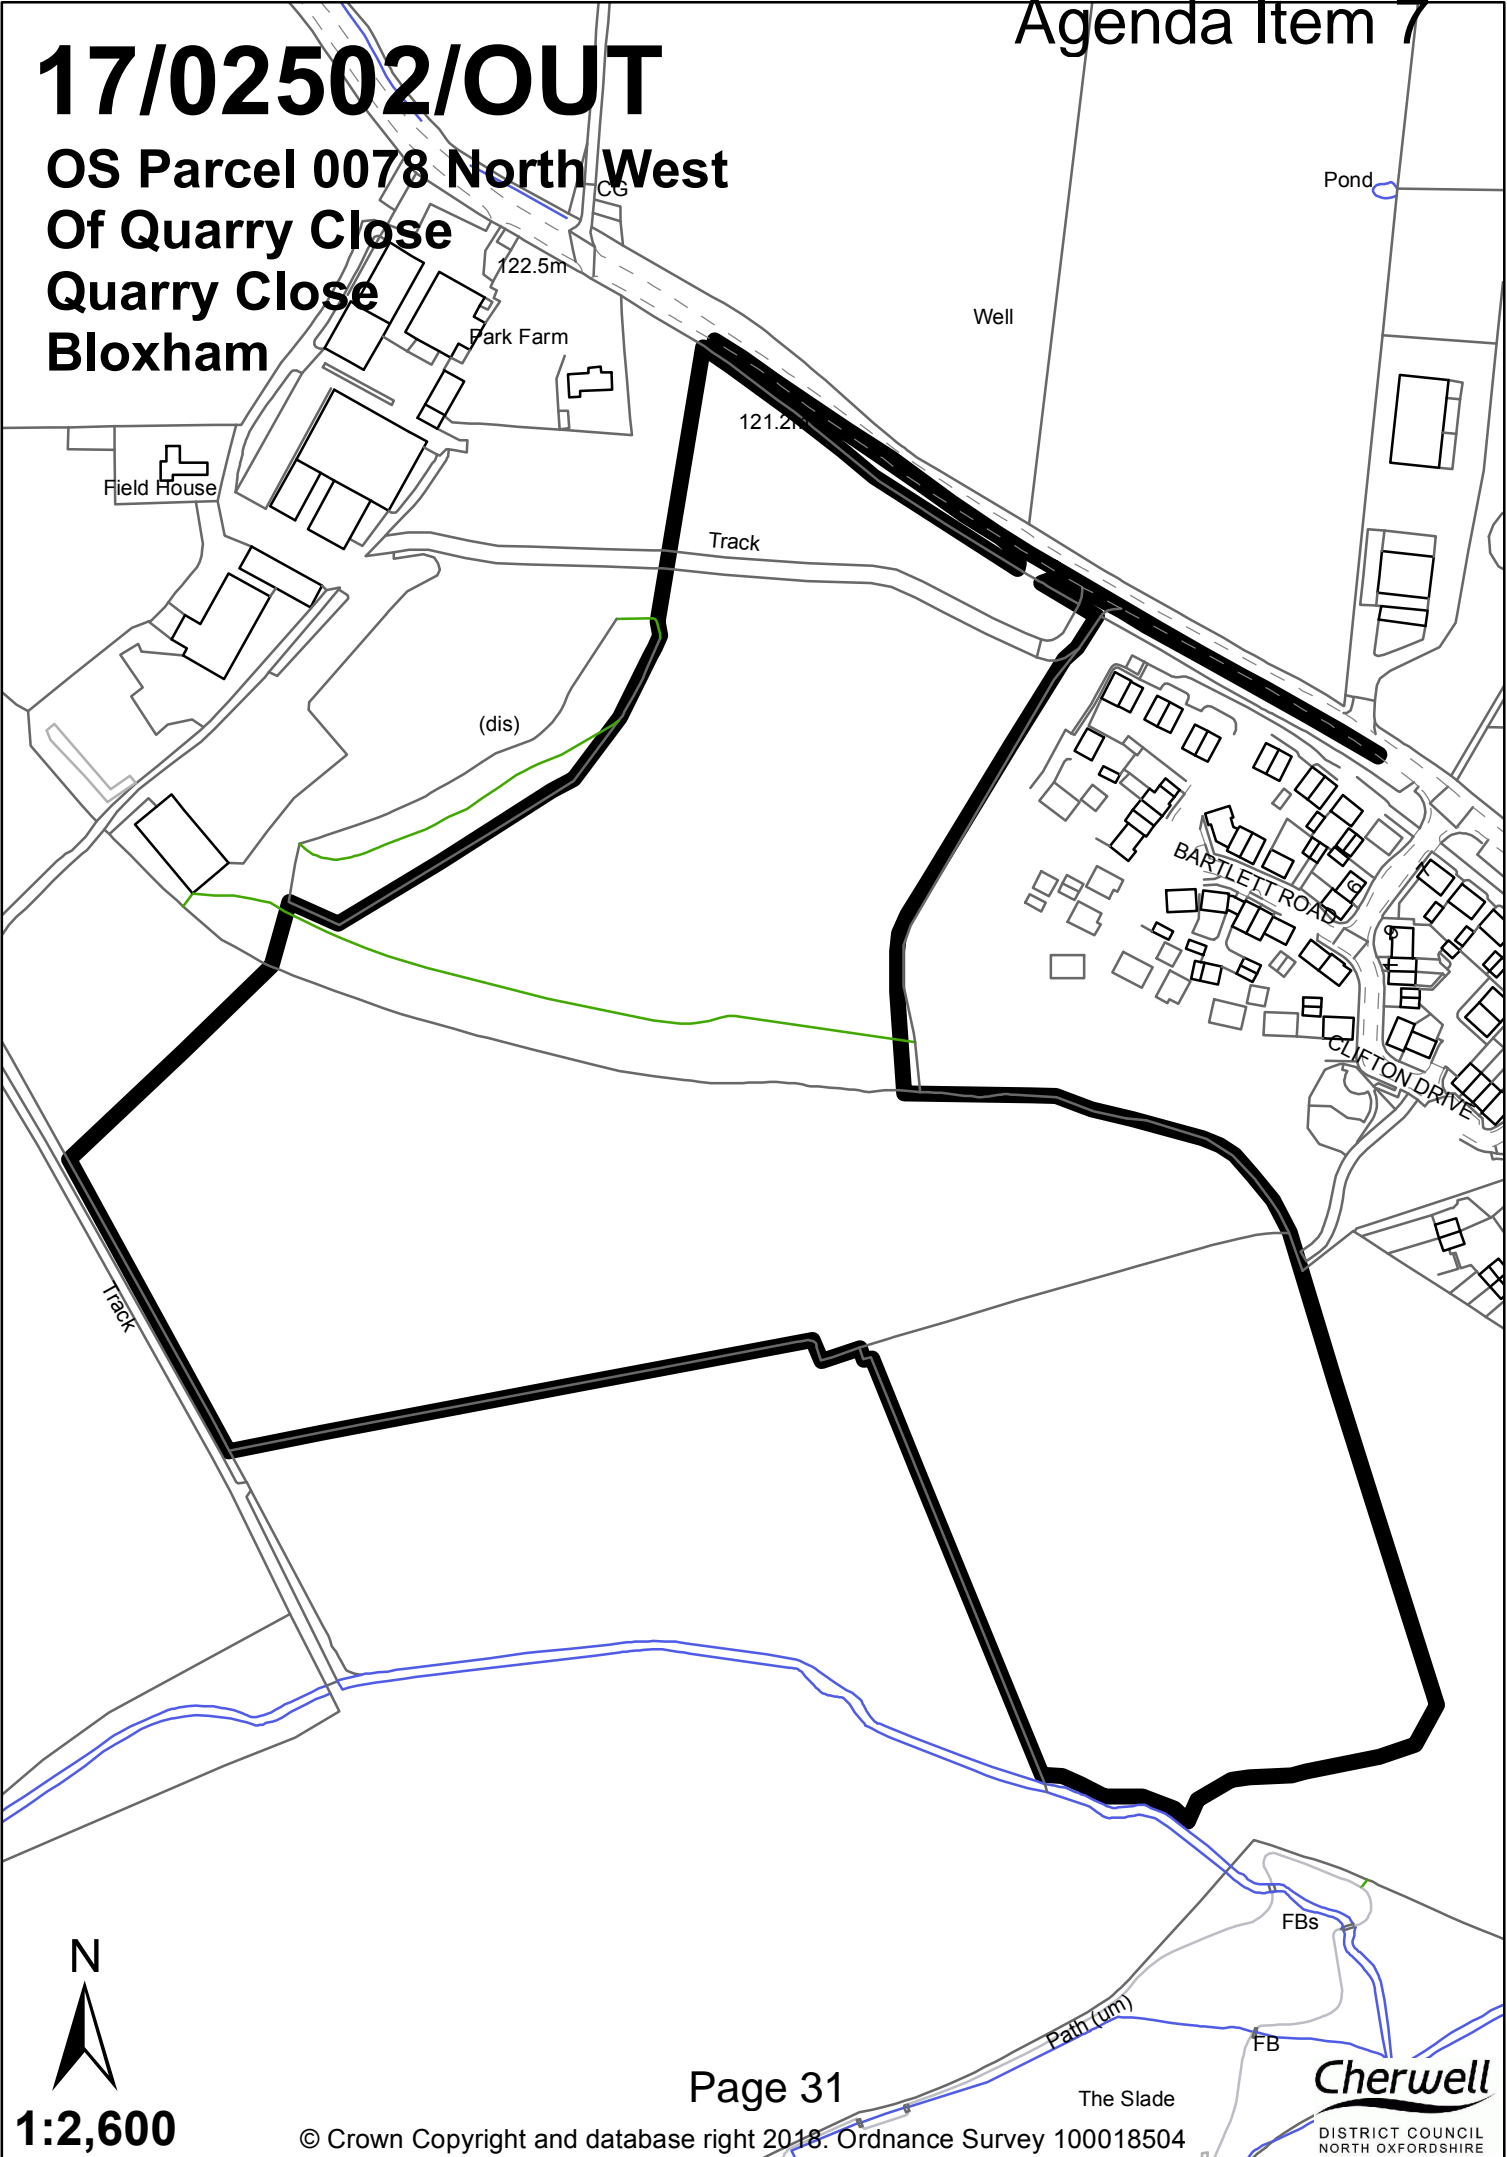 Agenda Item 7
17/02502/OUT
OS Parcel 0078 North West
Of Quarry Close
Quarry Close
Bloxham
CG
Pond
122.5m
Well
Park Farm
Field House
Track
(dis)
BARTLETT ROAD
CLIFTON DRIVE
Track
FBs
Path (um)
FB
The Slade
N
1:2,600
Page 31
© Crown Copyright and database right 2018. Ordnance Survey 100018504
Cherwell
DISTRICT COUNCIL
NORTH OXFORDSHIRE